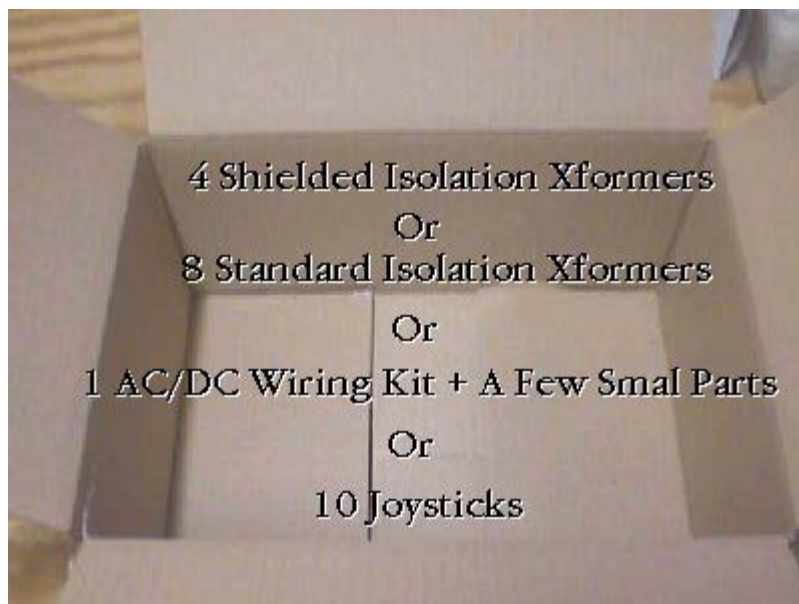 4 Shielded Isolation Xformers
Or
8 Standard Isolation Xformers
Or
1 AC/DC Wiring Kit + A Few Smal Parts
Or
10 Joysticks